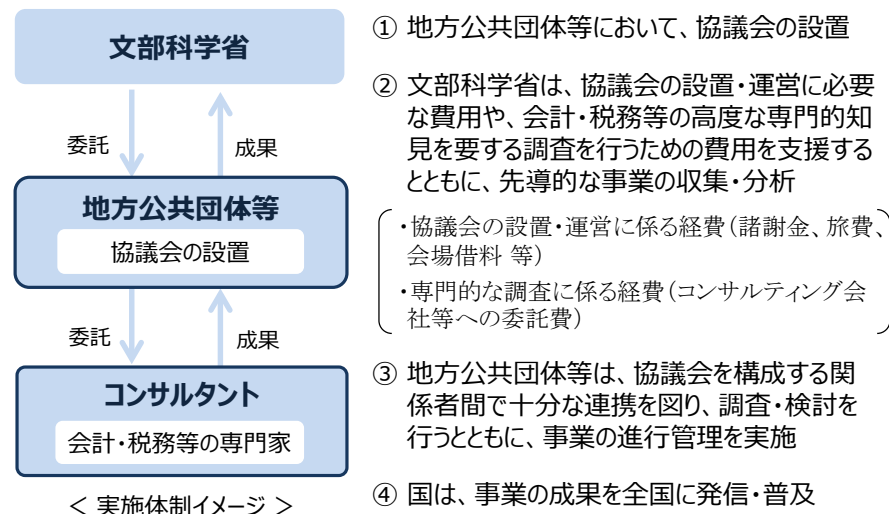 文部科学省
委託
成果
地方公共団体等
協議会の設置
委託
成果
コンサルタント
会計・税務等の専門家
＜ 実施体制イメージ ＞
① 地方公共団体等において、協議会の設置
② 文部科学省は、協議会の設置・運営に必要
な費用や、会計・税務等の高度な専門的知
見を要する調査を行うための費用を支援する
とともに、先導的な事業の収集・分析
・協議会の設置・運営に係る経費（諸謝金、旅費、
会場借料 等）
・専門的な調査に係る経費（コンサルティング会
社等への委託費）
③ 地方公共団体等は、協議会を構成する関
係者間で十分な連携を図り、調査・検討を
行うとともに、事業の進行管理を実施
④ 国は、事業の成果を全国に発信・普及